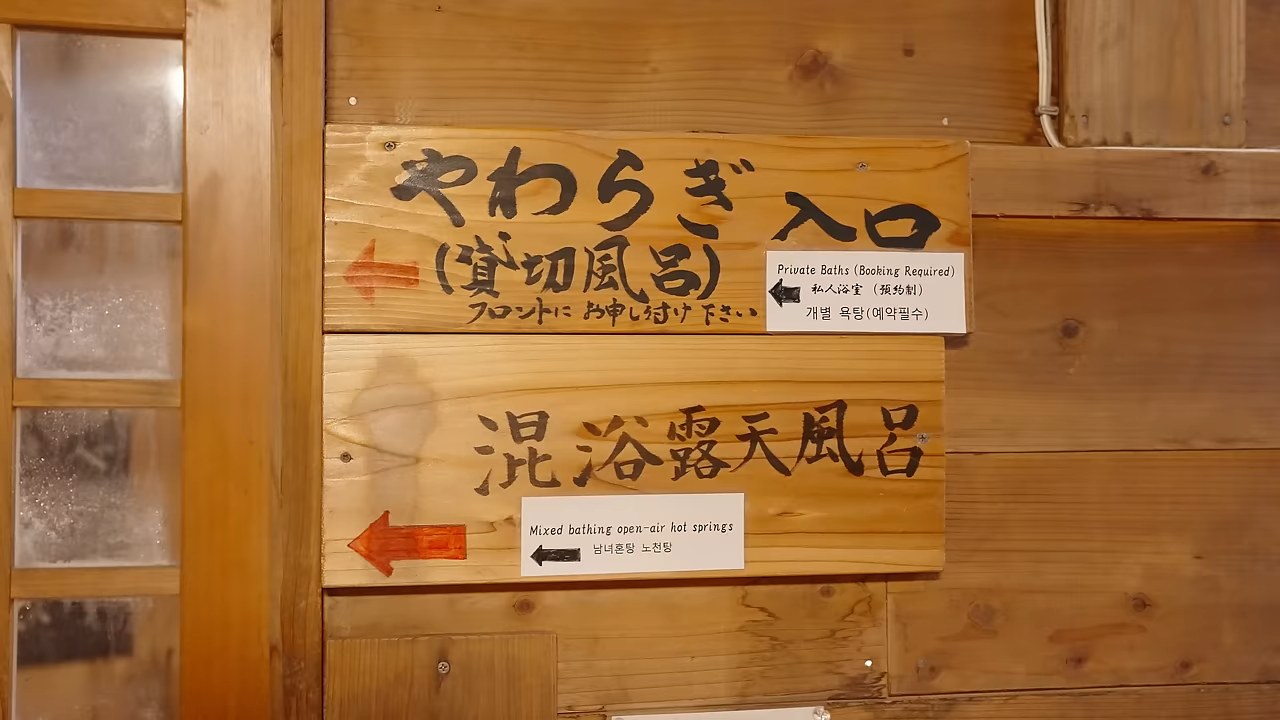 やわらぎ 入口
(貸切風呂)
フロントに お申し付け 下さい
Private Baths (Booking Required)
私人浴室 (預約制)
개별 욕탕(예약필수)
混浴露天風呂
Mixed bathing open-air hot springs
남녀혼탕 노천탕